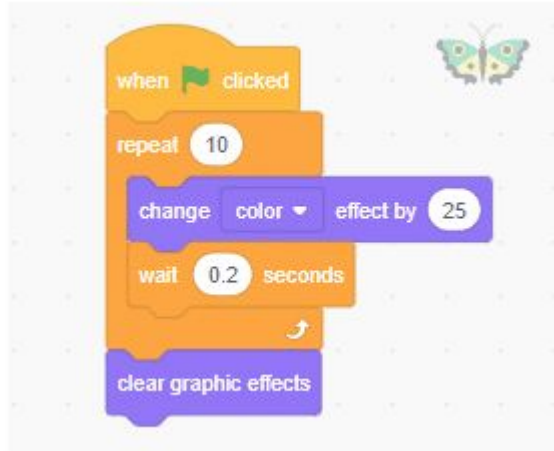 when clicked
repeat 10
change color effect by 25
wait 0.2 seconds
clear graphic effects